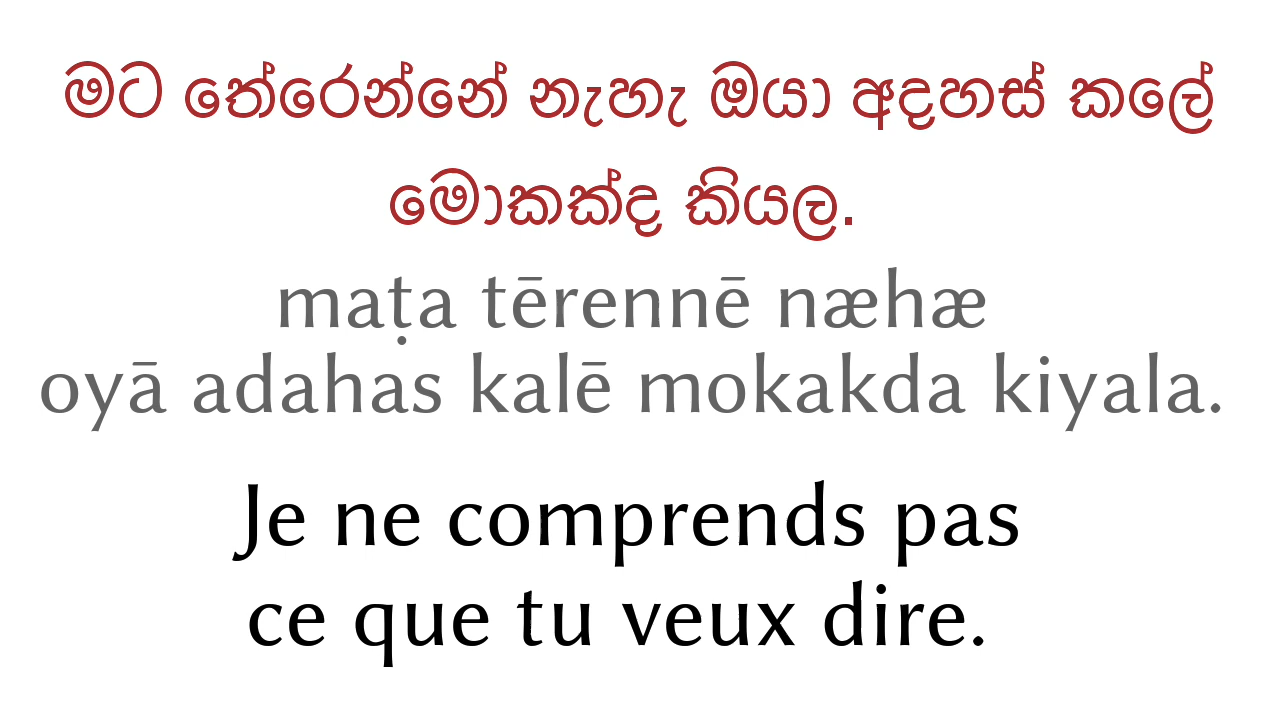 මට තේරෙන්නේ නැහැ ඔයා අදහස් කලේ
මොකක්ද කියල.
maṭa tērennē næhæ
oyā adahas kalē mokakda kiyala.
Je ne comprends pas
ce que tu veux dire.